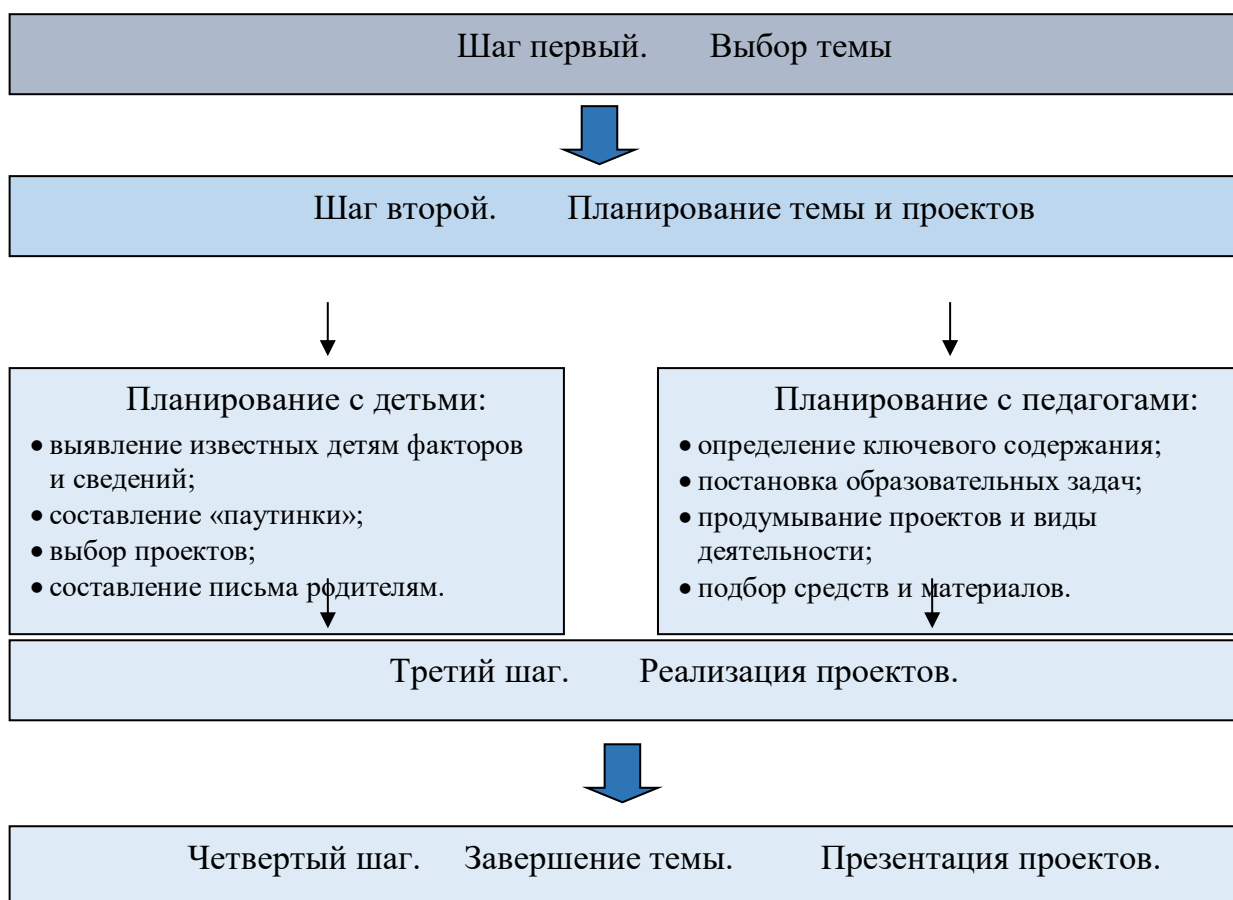 Шаг первый. Выбор темы
Шаг второй. Планирование темы и проектов
Планирование с детьми:
• выявление известных детям факторов
и сведений;
• составление «паутинки»;
• выбор проектов;
• составление письма родителям.
Планирование с педагогами:
• определение ключевого содержания;
• постановка образовательных задач;
• продумывание проектов и виды
деятельности;
• подбор средств и материалов.
Третий шаг. Реализация проектов.
Четвертый шаг. Завершение темы. Презентация проектов.